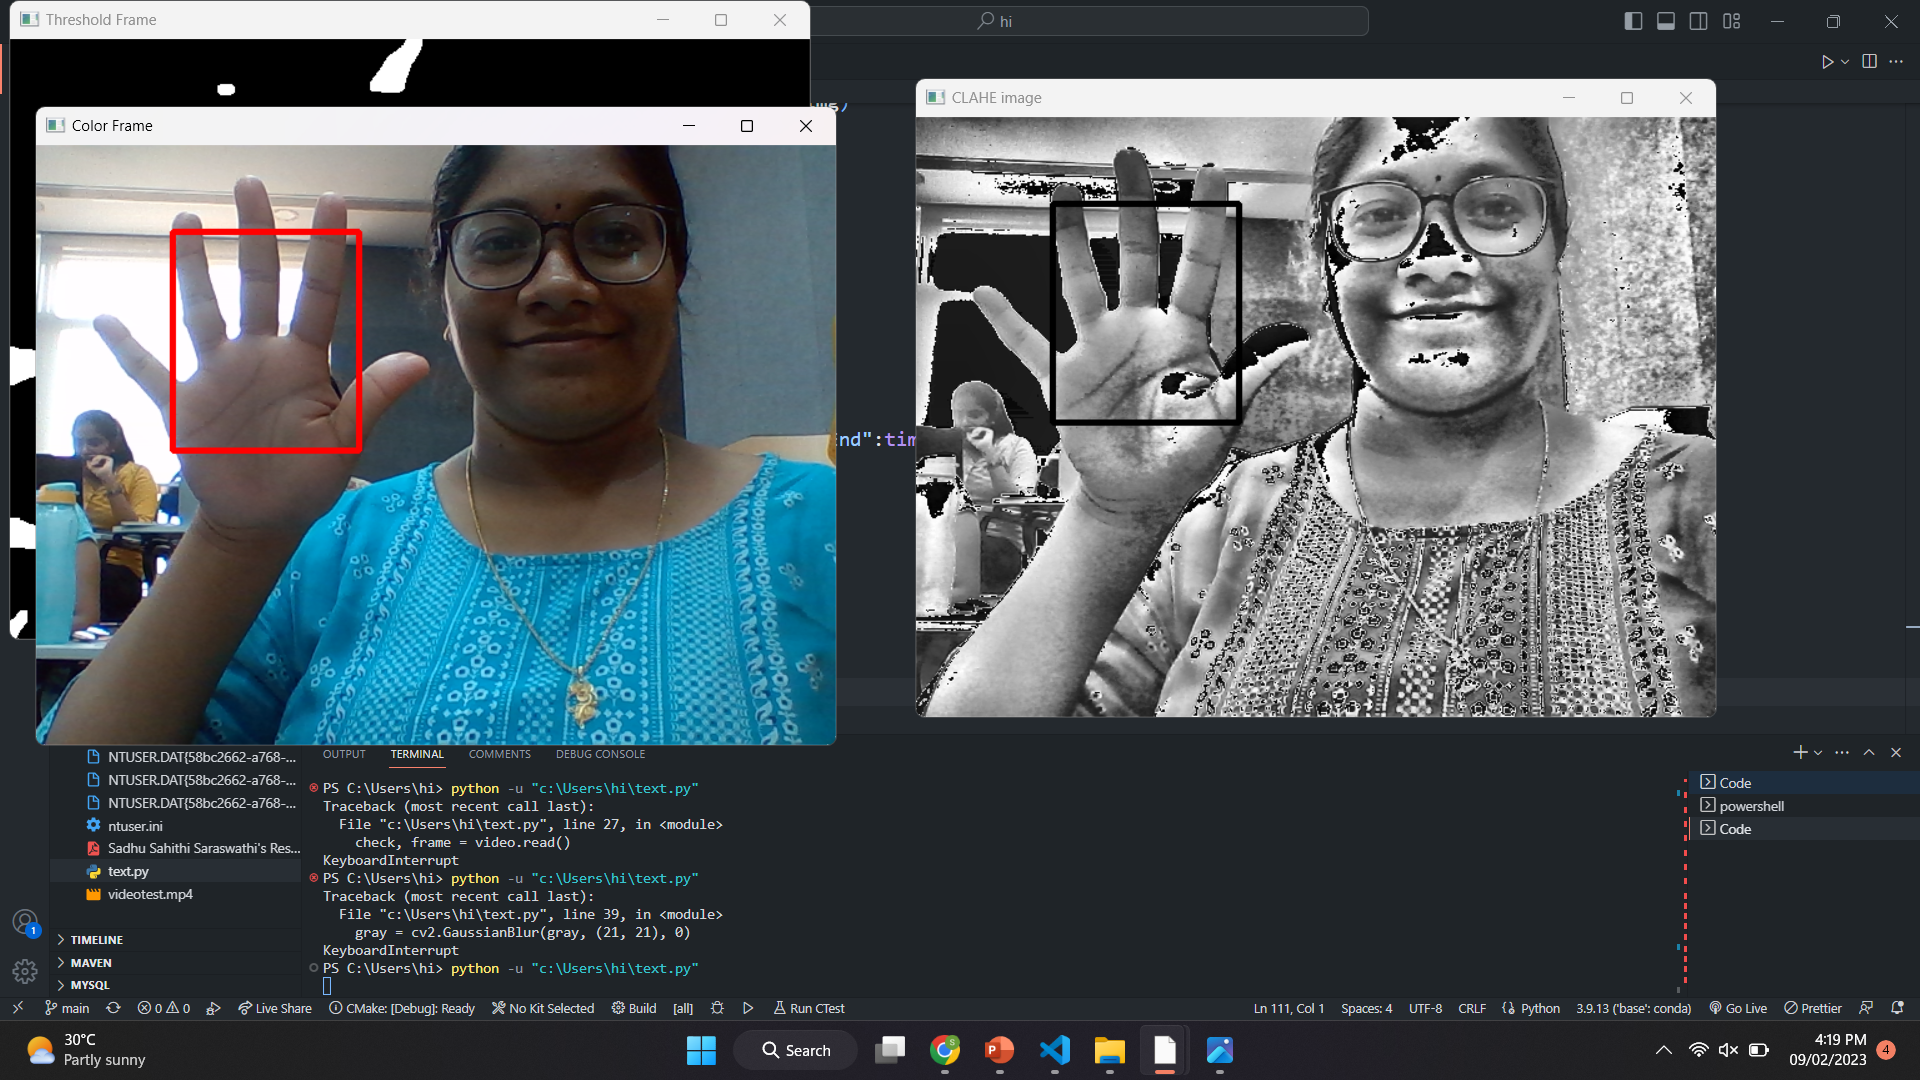 Threshold Frame
hi
Color Frame
CLAHE image
end":tim
NTUSER.DAT{58bc2662-a768-...
NTUSER.DAT{58bc2662-a768-...
NTUSER.DAT{58bc2662-a768-...
ntuser.ini
Sadhu Sahithi Saraswathi's Res...
text.py
videotest.mp4
TIMELINE
MAVEN
MYSQL
OUTPUT TERMINAL COMMENTS DEBUG CONSOLE
PS C:\Users\hi> python -u "c:\Users\hi\text.py"
Traceback (most recent call last):
File "c:\Users\hi\text.py", line 27, in <module>
check, frame = video.read()
KeyboardInterrupt
PS C:\Users\hi> python -u "c:\Users\hi\text.py"
Traceback (most recent call last):
File "c:\Users\hi\text.py", line 39, in <module>
gray = cv2.GaussianBlur(gray, (21, 21), 0)
KeyboardInterrupt
PS C:\Users\hi> python -u "c:\Users\hi\text.py"
Code
powershell
Code
1
main 0 0 Live Share CMake: [Debug]: Ready No Kit Selected Build [all] Run CTest Ln 111, Col 1 Spaces: 4 UTF-8 CRLF Python 3.9.13 ('base': conda) Go Live Prettier
30°C
Partly sunny
Search
S
P
4:19 PM
09/02/2023
4